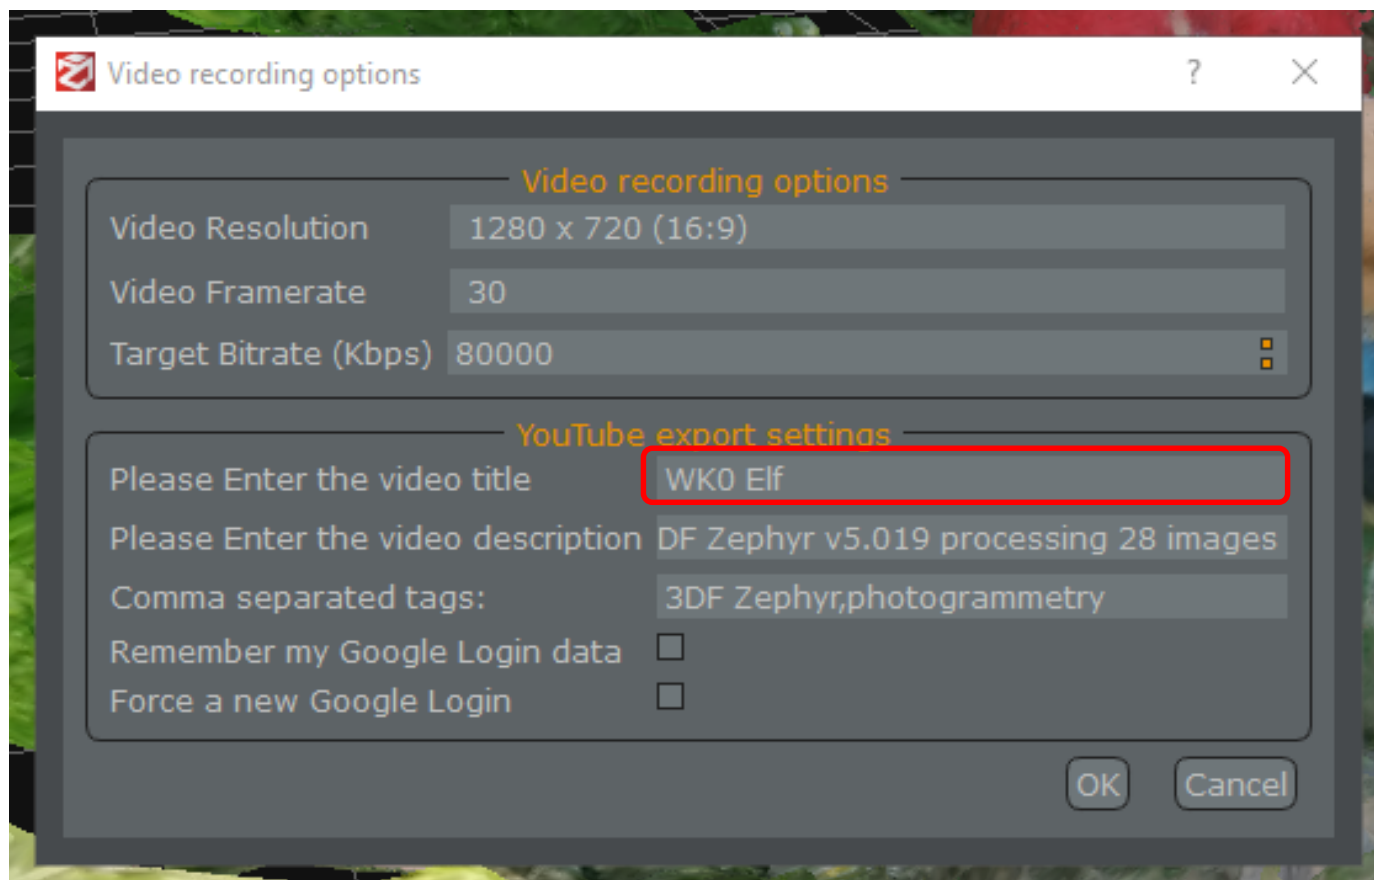 Video recording options
?
Video recording options
Video Resolution 1280 x 720 (16:9)
Video Framerate 30
Target Bitrate (Kbps) 80000
YouTube export settings
Please Enter the video title WK0 Elf
Please Enter the video description DF Zephyr v5.019 processing 28 images
Comma separated tags: 3DF Zephyr,photogrammetry
Remember my Google Login data
Force a new Google Login
OK Cancel